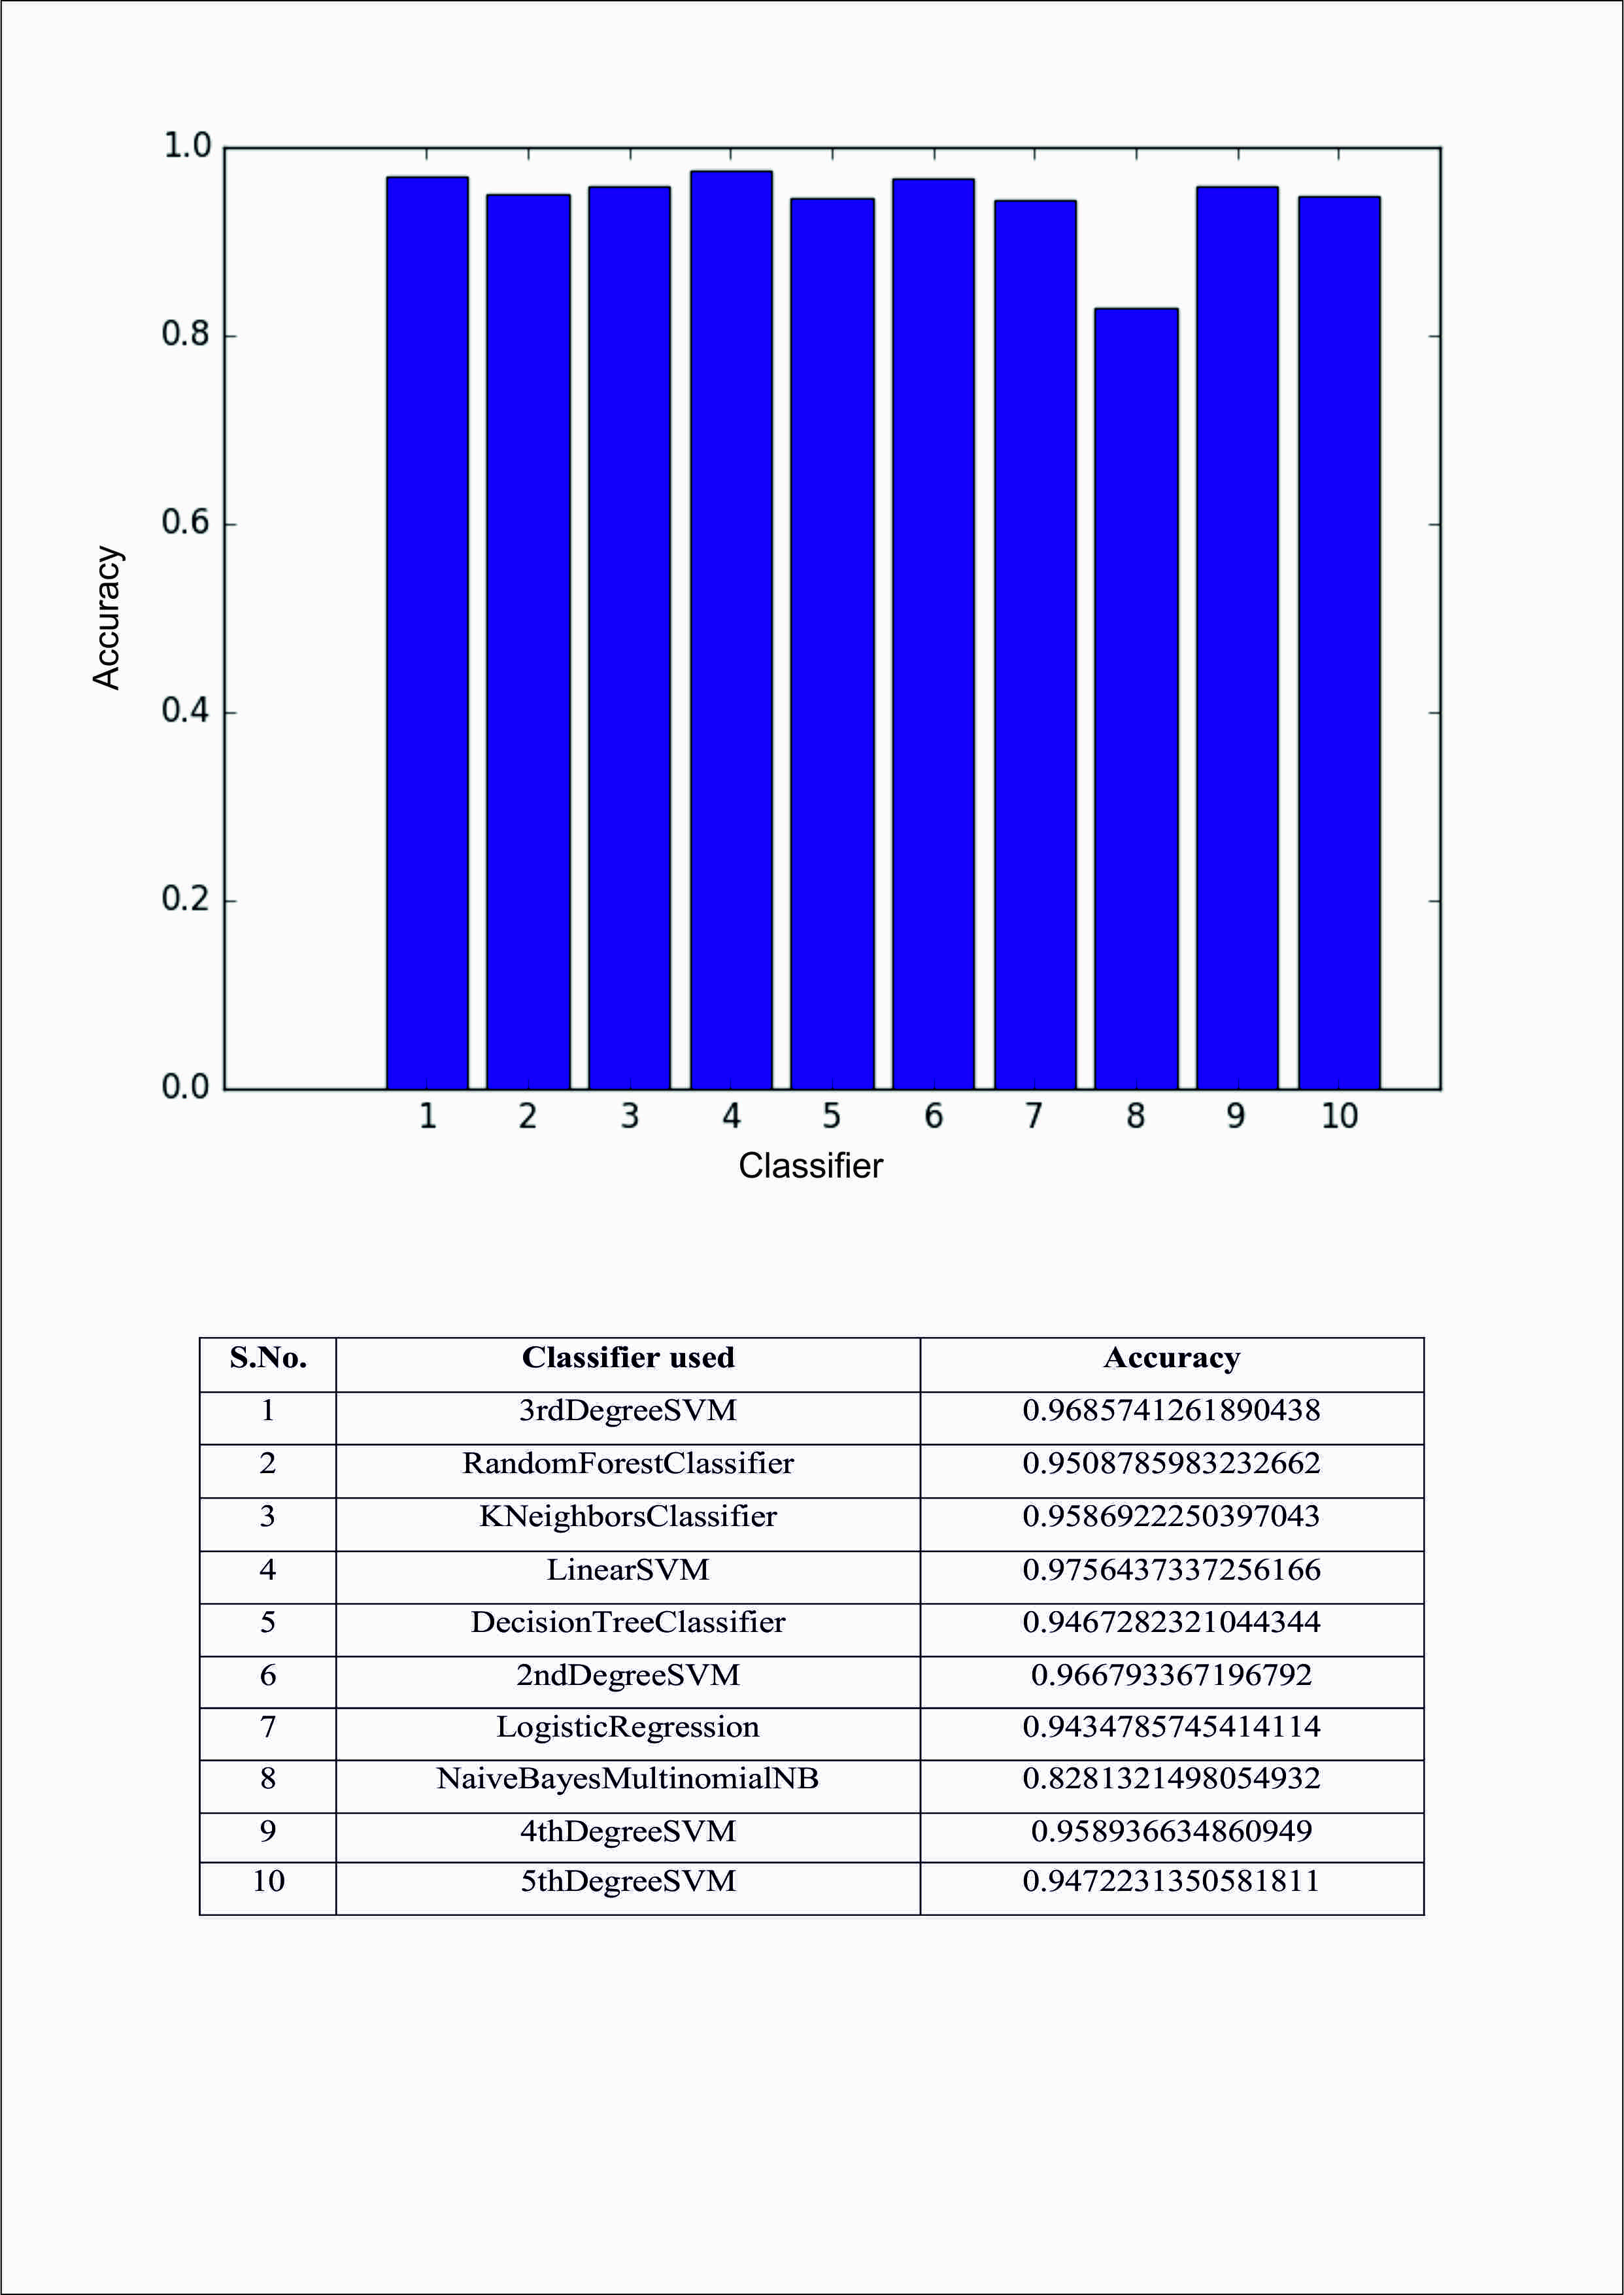 1.0
0.8
0.6
0.4
0.2
0.0
Accuracy
1 2 3 4 5 6 7 8 9 10
Classifier
S.No. Classifier used Accuracy
1 3rdDegreeSVM 0.9685741261890438
2 RandomForestClassifier 0.9508785983232662
3 KNeighborsClassifier 0.9586922250397043
4 LinearSVM 0.9756437337256166
5 DecisionTreeClassifier 0.9467282321044344
6 2ndDegreeSVM 0.966793367196792
7 LogisticRegression 0.9434785745414114
8 NaiveBayesMultinomialNB 0.8281321498054932
9 4thDegreeSVM 0.958936634860949
10 5thDegreeSVM 0.9472231350581811